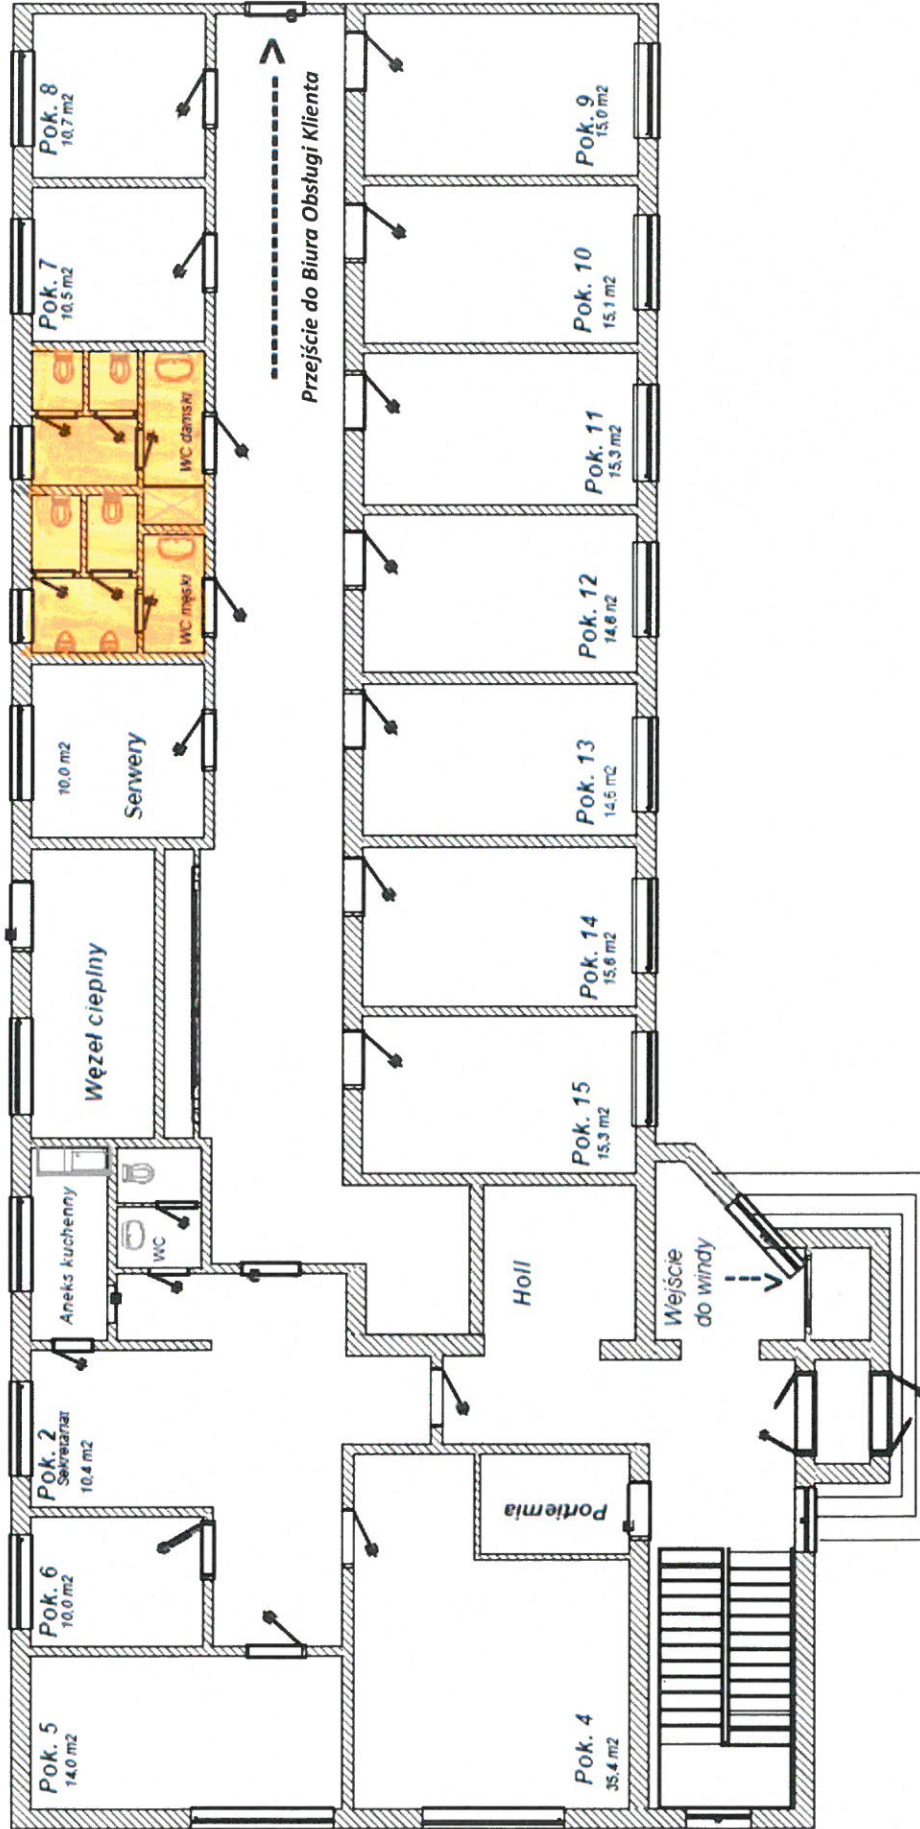 Pok. 5
14,0 m2
Pok. 6
10,0 m2
Pok. 2
Sekretariat
10,4 m2
Aneks kuchenny
WC
Węzeł cieplny
10,0 m2
Serwery
WC męski
WC damski
Pok. 7
10,5 m2
Pok. 8
10,7 m2
Przejście do Biura Obsługi Klienta
Pok. 4
35,4 m2
Portiernia
Holl
Wejście
do windy
Pok. 15
15,3 m2
Pok. 14
15,6 m2
Pok. 13
14,5 m2
Pok. 12
14,6 m2
Pok. 11
15,3 m2
Pok. 10
15,1 m2
Pok. 9
15,0 m2